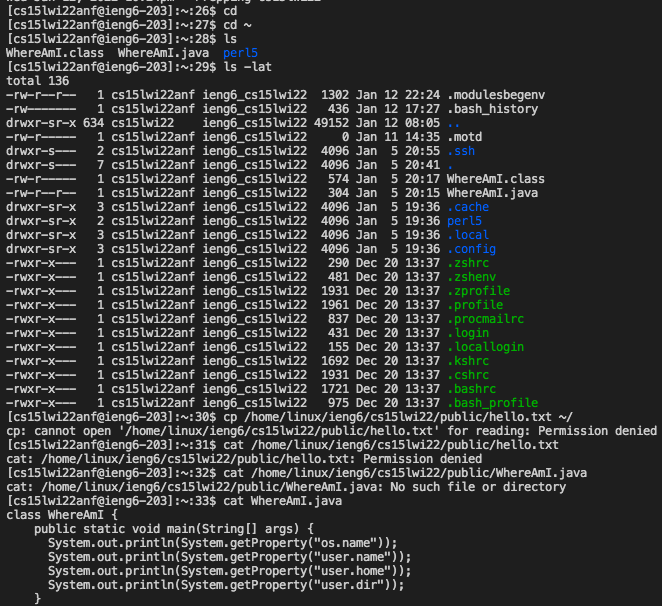 [cs15lwi22anf@ieng6-203]:~:26$ cd
[cs15lwi22anf@ieng6-203]:~:27$ cd ~
[cs15lwi22anf@ieng6-203]:~:28$ ls
WhereAmI.class  WhereAmI.java  perl5
[cs15lwi22anf@ieng6-203]:~:29$ ls -lat
total 136
-rw-r--r--   1 cs15lwi22anf ieng6_cs15lwi22  1302 Jan 12 22:24 .modulesbegenv
-rw-------   1 cs15lwi22anf ieng6_cs15lwi22   436 Jan 12 17:27 .bash_history
drwxr-sr-x 634 cs15lwi22    ieng6_cs15lwi22 49152 Jan 12 08:05 ..
-rw-r-----   1 cs15lwi22anf ieng6_cs15lwi22     0 Jan 11 14:35 .motd
drwxr-s---   2 cs15lwi22anf ieng6_cs15lwi22  4096 Jan  5 20:55 .ssh
drwxr-s---   7 cs15lwi22anf ieng6_cs15lwi22  4096 Jan  5 20:41 .
-rw-r-----   1 cs15lwi22anf ieng6_cs15lwi22   574 Jan  5 20:17 WhereAmI.class
-rw-r--r--   1 cs15lwi22anf ieng6_cs15lwi22   304 Jan  5 20:15 WhereAmI.java
drwxr-sr-x   3 cs15lwi22anf ieng6_cs15lwi22  4096 Jan  5 19:36 .cache
drwxr-sr-x   2 cs15lwi22anf ieng6_cs15lwi22  4096 Jan  5 19:36 perl5
drwxr-sr-x   3 cs15lwi22anf ieng6_cs15lwi22  4096 Jan  5 19:36 .local
drwxr-sr-x   3 cs15lwi22anf ieng6_cs15lwi22  4096 Jan  5 19:36 .config
-rwxr-x---   1 cs15lwi22anf ieng6_cs15lwi22   290 Dec 20 13:37 .zshrc
-rwxr-x---   1 cs15lwi22anf ieng6_cs15lwi22   481 Dec 20 13:37 .zshenv
-rwxr-x---   1 cs15lwi22anf ieng6_cs15lwi22  1931 Dec 20 13:37 .zprofile
-rwxr-x---   1 cs15lwi22anf ieng6_cs15lwi22  1961 Dec 20 13:37 .profile
-rwxr-x---   1 cs15lwi22anf ieng6_cs15lwi22   837 Dec 20 13:37 .procmailrc
-rwxr-x---   1 cs15lwi22anf ieng6_cs15lwi22   431 Dec 20 13:37 .login
-rwxr-x---   1 cs15lwi22anf ieng6_cs15lwi22   155 Dec 20 13:37 .locallogin
-rwxr-x---   1 cs15lwi22anf ieng6_cs15lwi22  1692 Dec 20 13:37 .kshrc
-rwxr-x---   1 cs15lwi22anf ieng6_cs15lwi22  1931 Dec 20 13:37 .cshrc
-rwxr-x---   1 cs15lwi22anf ieng6_cs15lwi22  1721 Dec 20 13:37 .bashrc
-rwxr-x---   1 cs15lwi22anf ieng6_cs15lwi22   975 Dec 20 13:37 .bash_profile
[cs15lwi22anf@ieng6-203]:~:30$ cp /home/linux/ieng6/cs15lwi22/public/hello.txt ~/
cp: cannot open '/home/linux/ieng6/cs15lwi22/public/hello.txt' for reading: Permission denied
[cs15lwi22anf@ieng6-203]:~:31$ cat /home/linux/ieng6/cs15lwi22/public/hello.txt
cat: /home/linux/ieng6/cs15lwi22/public/hello.txt: Permission denied
[cs15lwi22anf@ieng6-203]:~:32$ cat /home/linux/ieng6/cs15lwi22/public/WhereAmI.java
cat: /home/linux/ieng6/cs15lwi22/public/WhereAmI.java: No such file or directory
[cs15lwi22anf@ieng6-203]:~:33$ cat WhereAmI.java
class WhereAmI {
    public static void main(String[] args) {
      System.out.println(System.getProperty("os.name"));
      System.out.println(System.getProperty("user.name"));
      System.out.println(System.getProperty("user.home"));
      System.out.println(System.getProperty("user.dir"));
    }